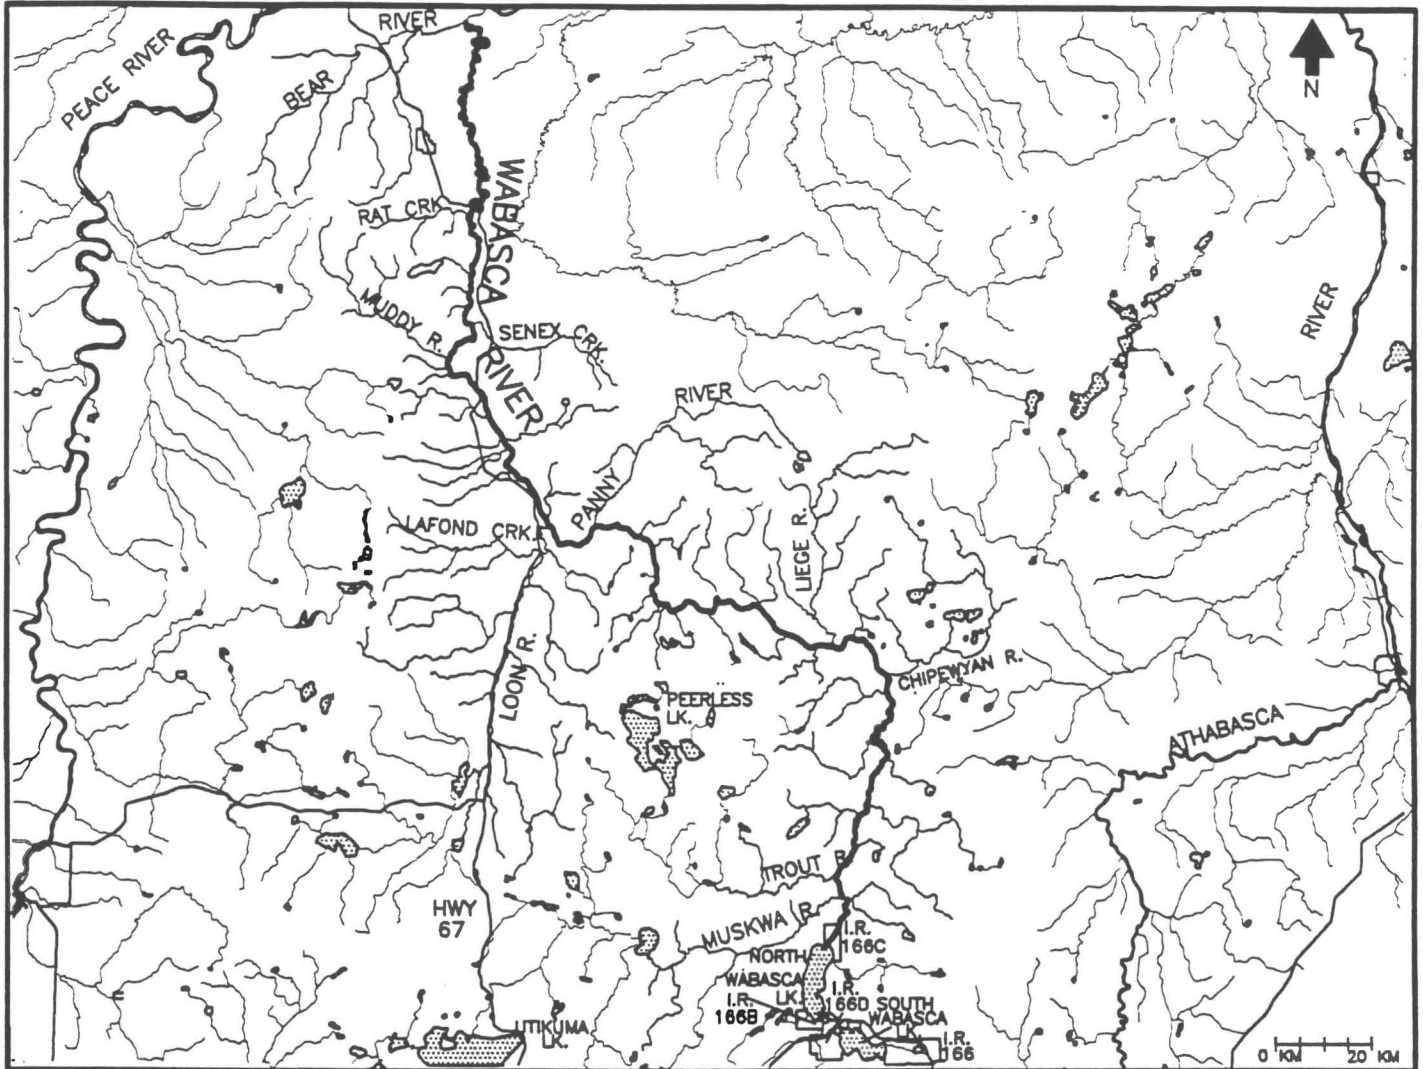 RIVER
PEACE RIVER
BEAR
N
WABASCA
RAT CRK.
MUDDY R.
SENEX CRK.
RIVER
RIVER
RIVER
PANNY
LAFOND CRK.
LIEGE R.
LOON R.
CHIPEWYAN R.
PEERLESS
LK.
ATHABASCA
TROUT R.
HWY
67
MUSKWA R.
I.R.
166C
NORTH
WABASCA
LK.
I.R.
166D
I.R.
166B
SOUTH
WABASCA
LK.
UTIKUMA
LK.
I.R.
166
0 KM 20 KM